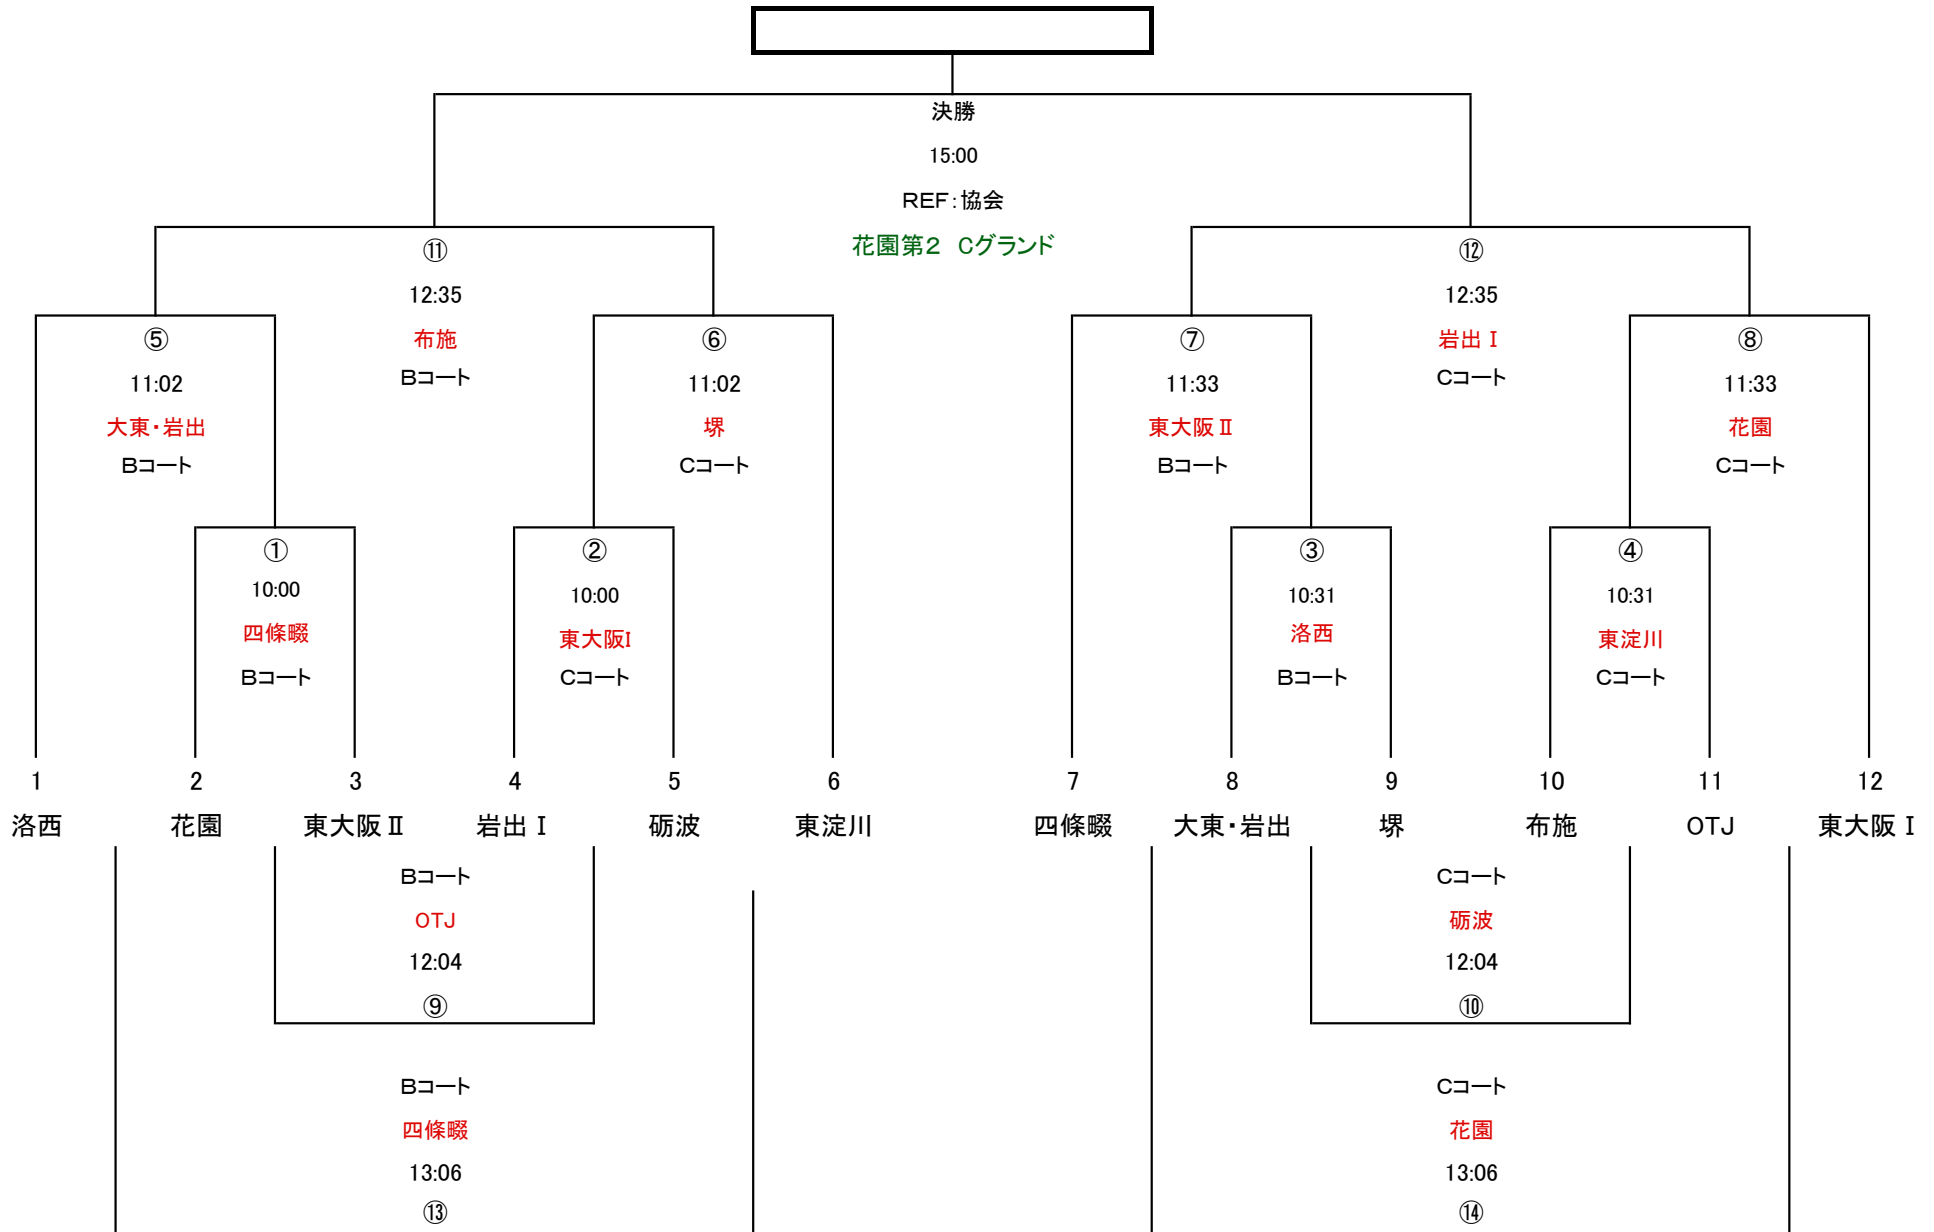 決勝
15:00
REF:協会
花園第2 Cグランド
⑪
12:35
布施
Bコート
⑫
12:35
岩出Ⅰ
Cコート
⑤
11:02
大東・岩出
Bコート
⑥
11:02
堺
Cコート
⑦
11:33
東大阪Ⅱ
Bコート
⑧
11:33
花園
Cコート
①
10:00
四條畷
Bコート
②
10:00
東大阪Ⅰ
Cコート
③
10:31
洛西
Bコート
④
10:31
東淀川
Cコート
1 2 3 4 5 6 7 8 9 10 11 12
洛西 花園 東大阪Ⅱ 岩出Ⅰ 砺波 東淀川 四條畷 大東・岩出 堺 布施 OTJ 東大阪Ⅰ
Bコート
OTJ
12:04
⑨
Cコート
砺波
12:04
⑩
Bコート
四條畷
13:06
⑬
Cコート
花園
13:06
⑭